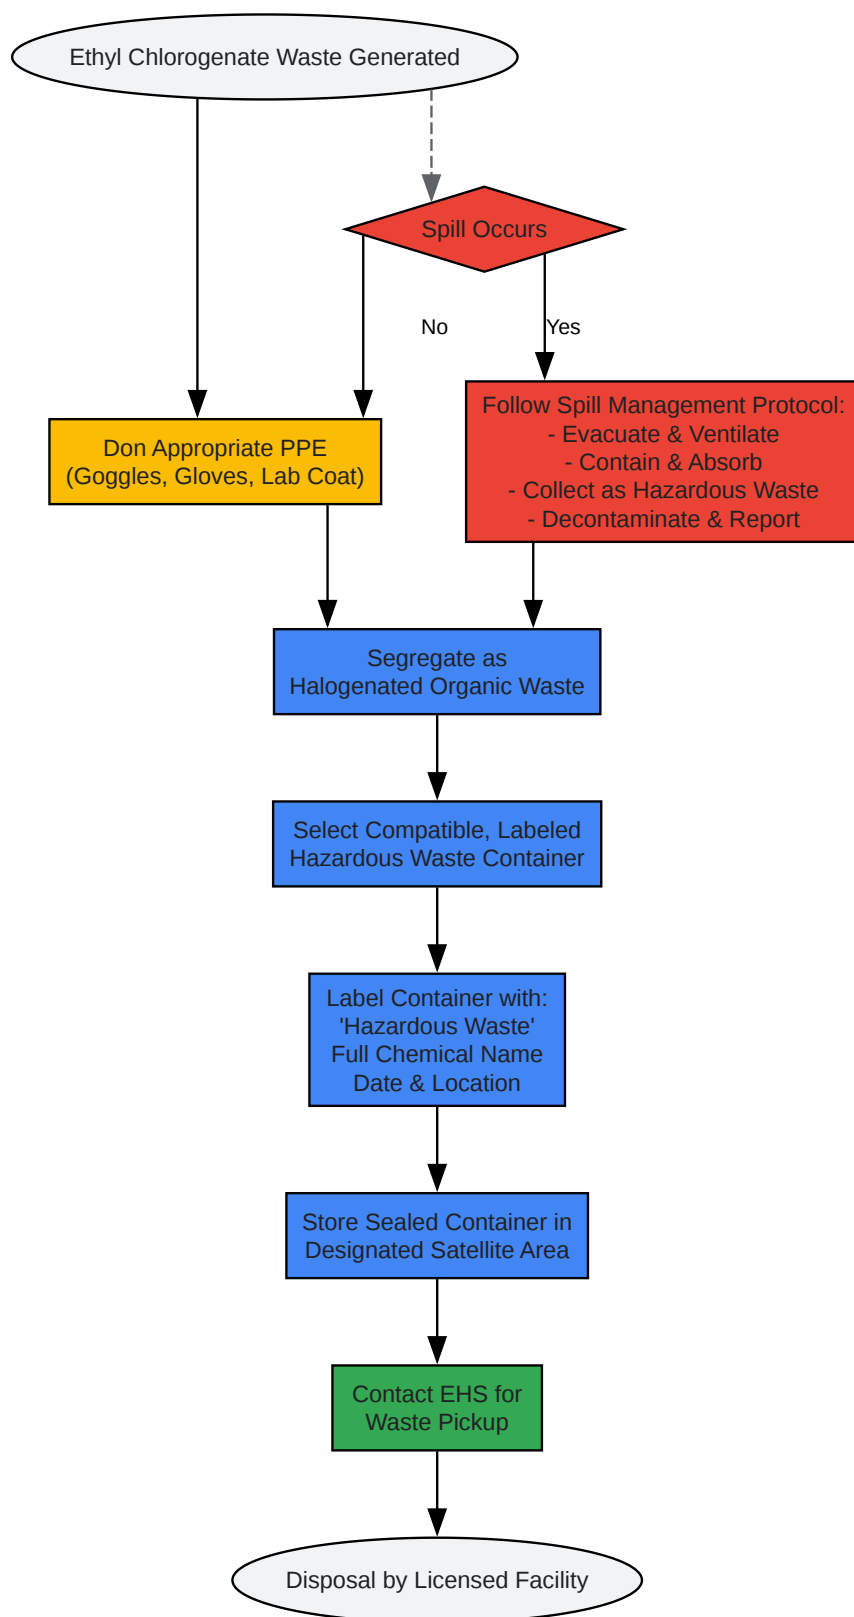 Ethyl Chlorogenate Waste Generated
Spill Occurs
No
Yes
Don Appropriate PPE
(Goggles, Gloves, Lab Coat)
Follow Spill Management Protocol:
- Evacuate & Ventilate
- Contain & Absorb
- Collect as Hazardous Waste
- Decontaminate & Report
Segregate as
Halogenated Organic Waste
Select Compatible, Labeled
Hazardous Waste Container
Label Container with:
'Hazardous Waste'
Full Chemical Name
Date & Location
Store Sealed Container in
Designated Satellite Area
Contact EHS for
Waste Pickup
Disposal by Licensed Facility